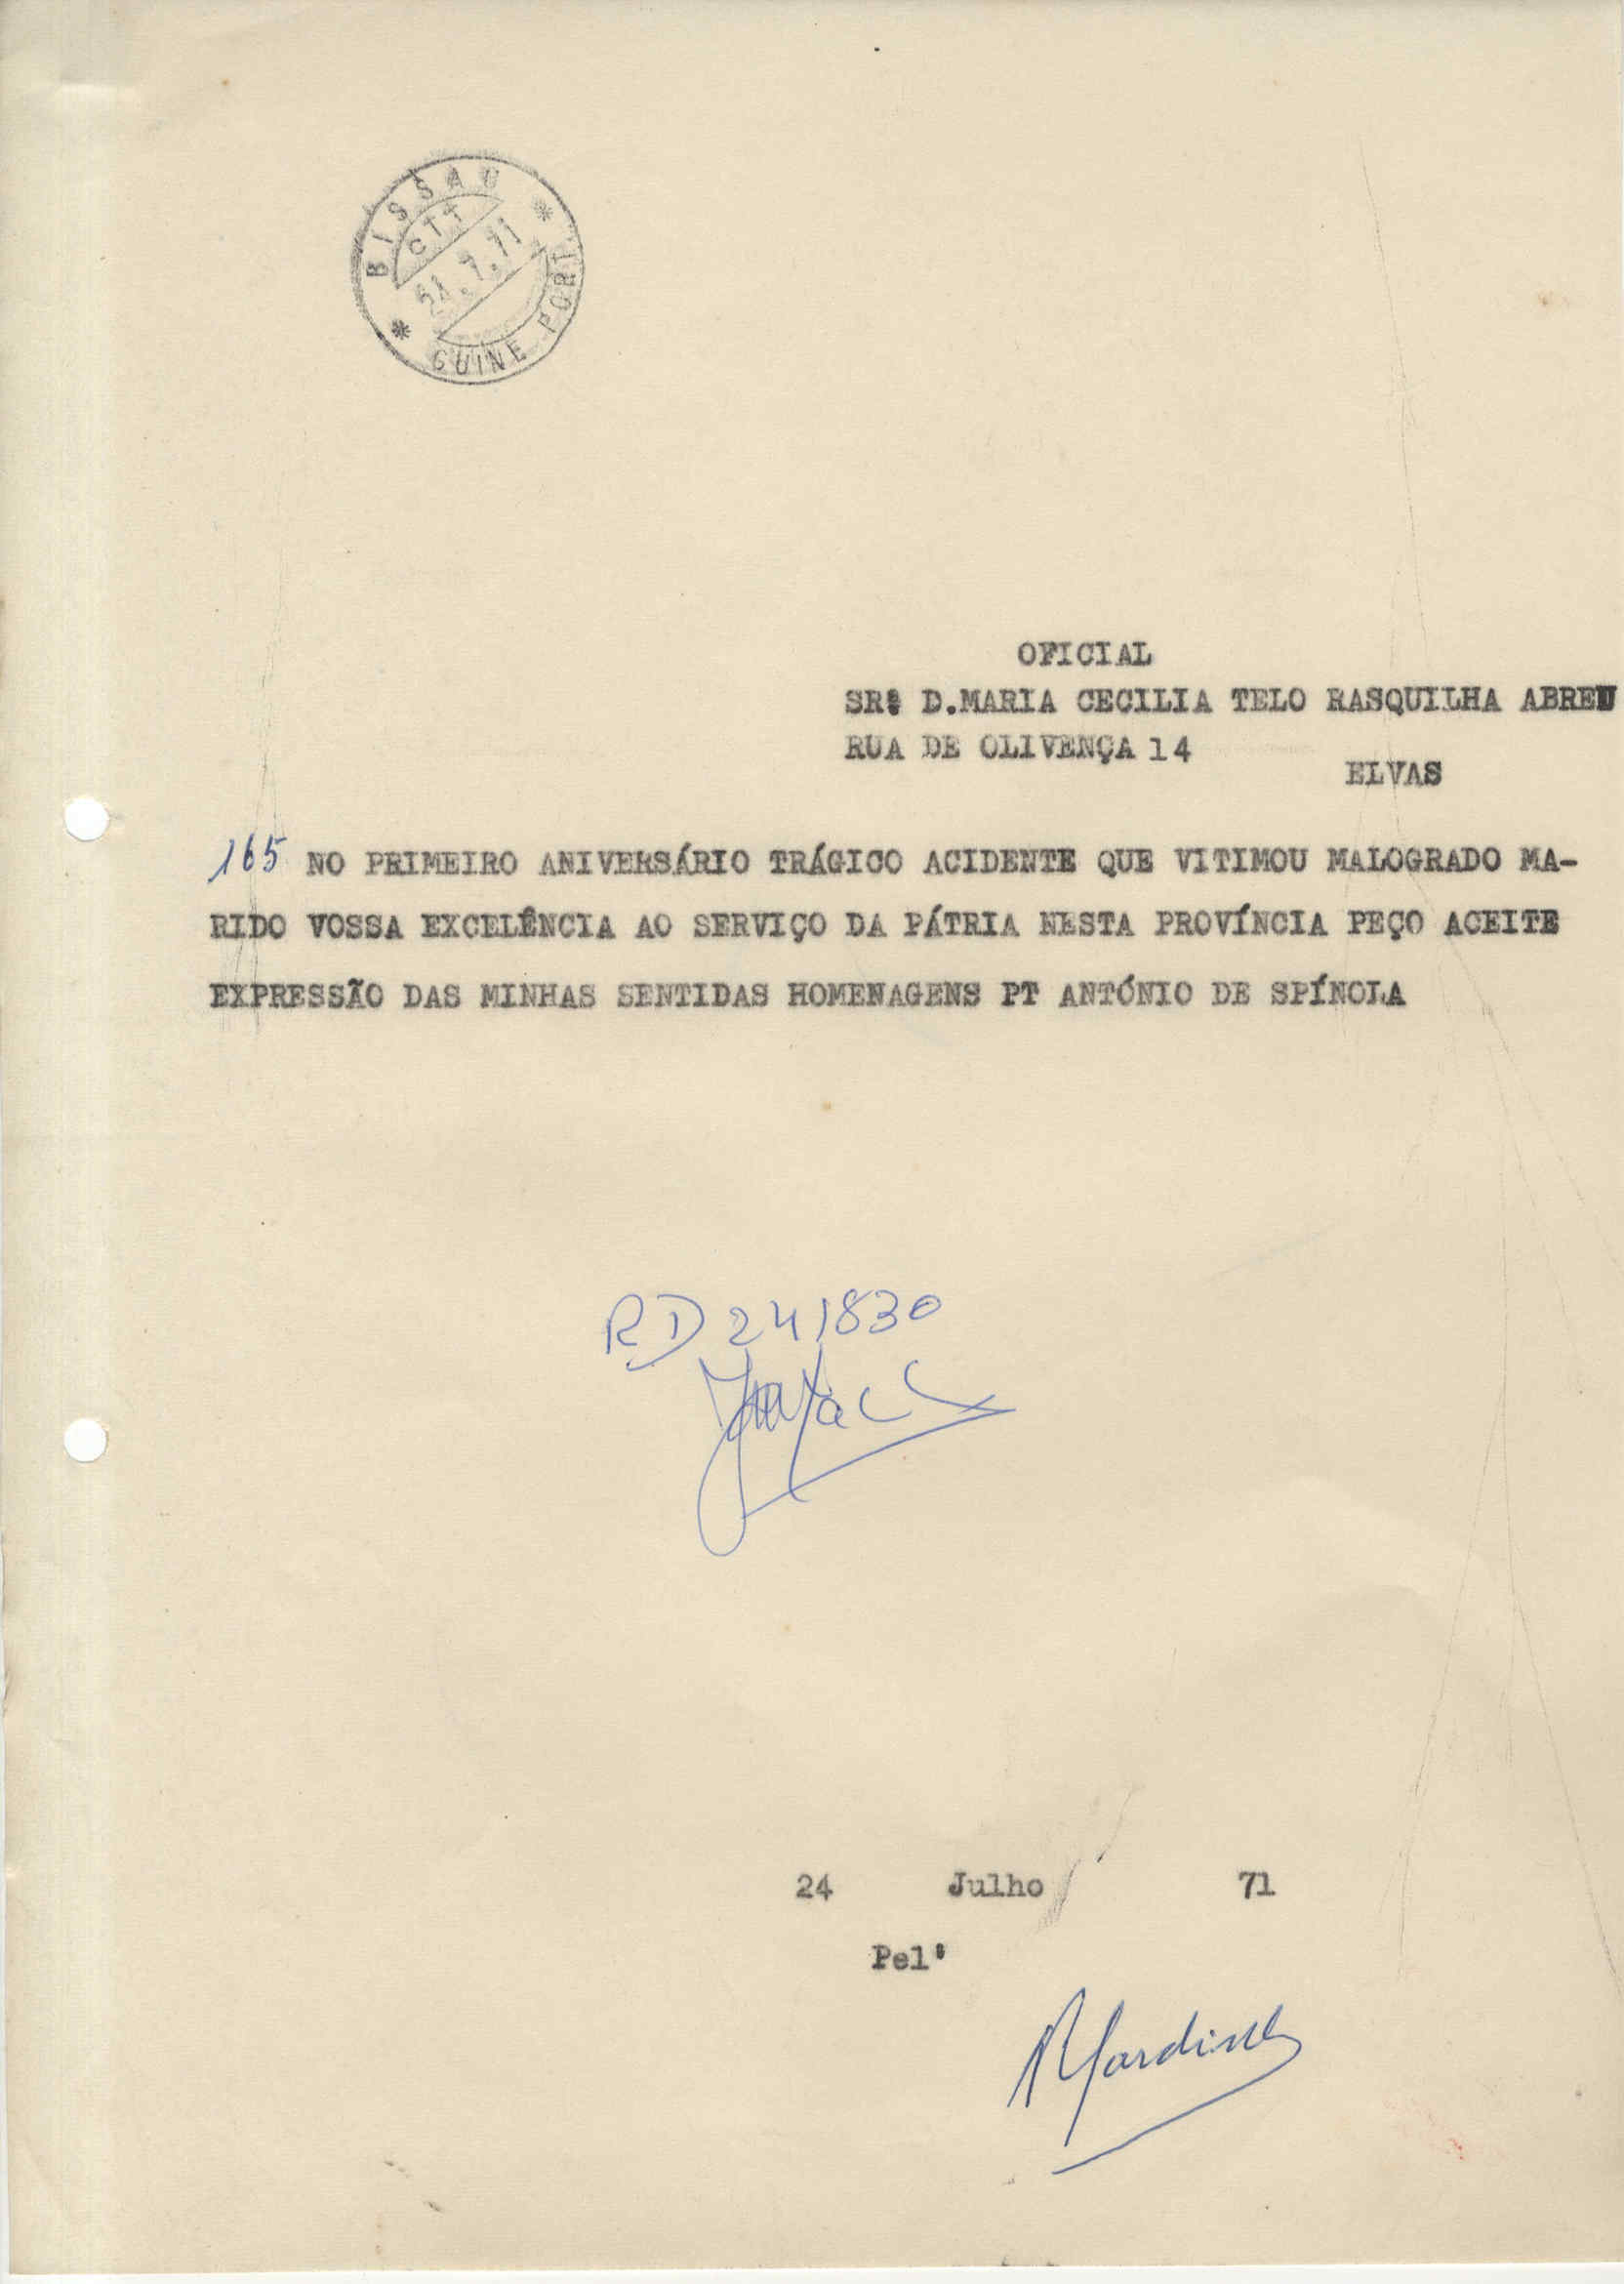 BISSAU
CTT
24.7.71
GUINE PORT.
OFICIAL
SRª D.MARIA CECILIA TELO RASQUILHA ABREU
RUA DE OLIVENÇA 14
ELVAS
165 NO PRIMEIRO ANIVERSÁRIO TRÁGICO ACIDENTE QUE VITIMOU MALOGRADO MA-
RIDO VOSSA EXCELÊNCIA AO SERVIÇO DA PÁTRIA NESTA PROVÍNCIA PEÇO ACEITE
EXPRESSÃO DAS MINHAS SENTIDAS HOMENAGENS PT ANTÓNIO DE SPÍNOLA
RD 241830
24 Julho 71
Pelº